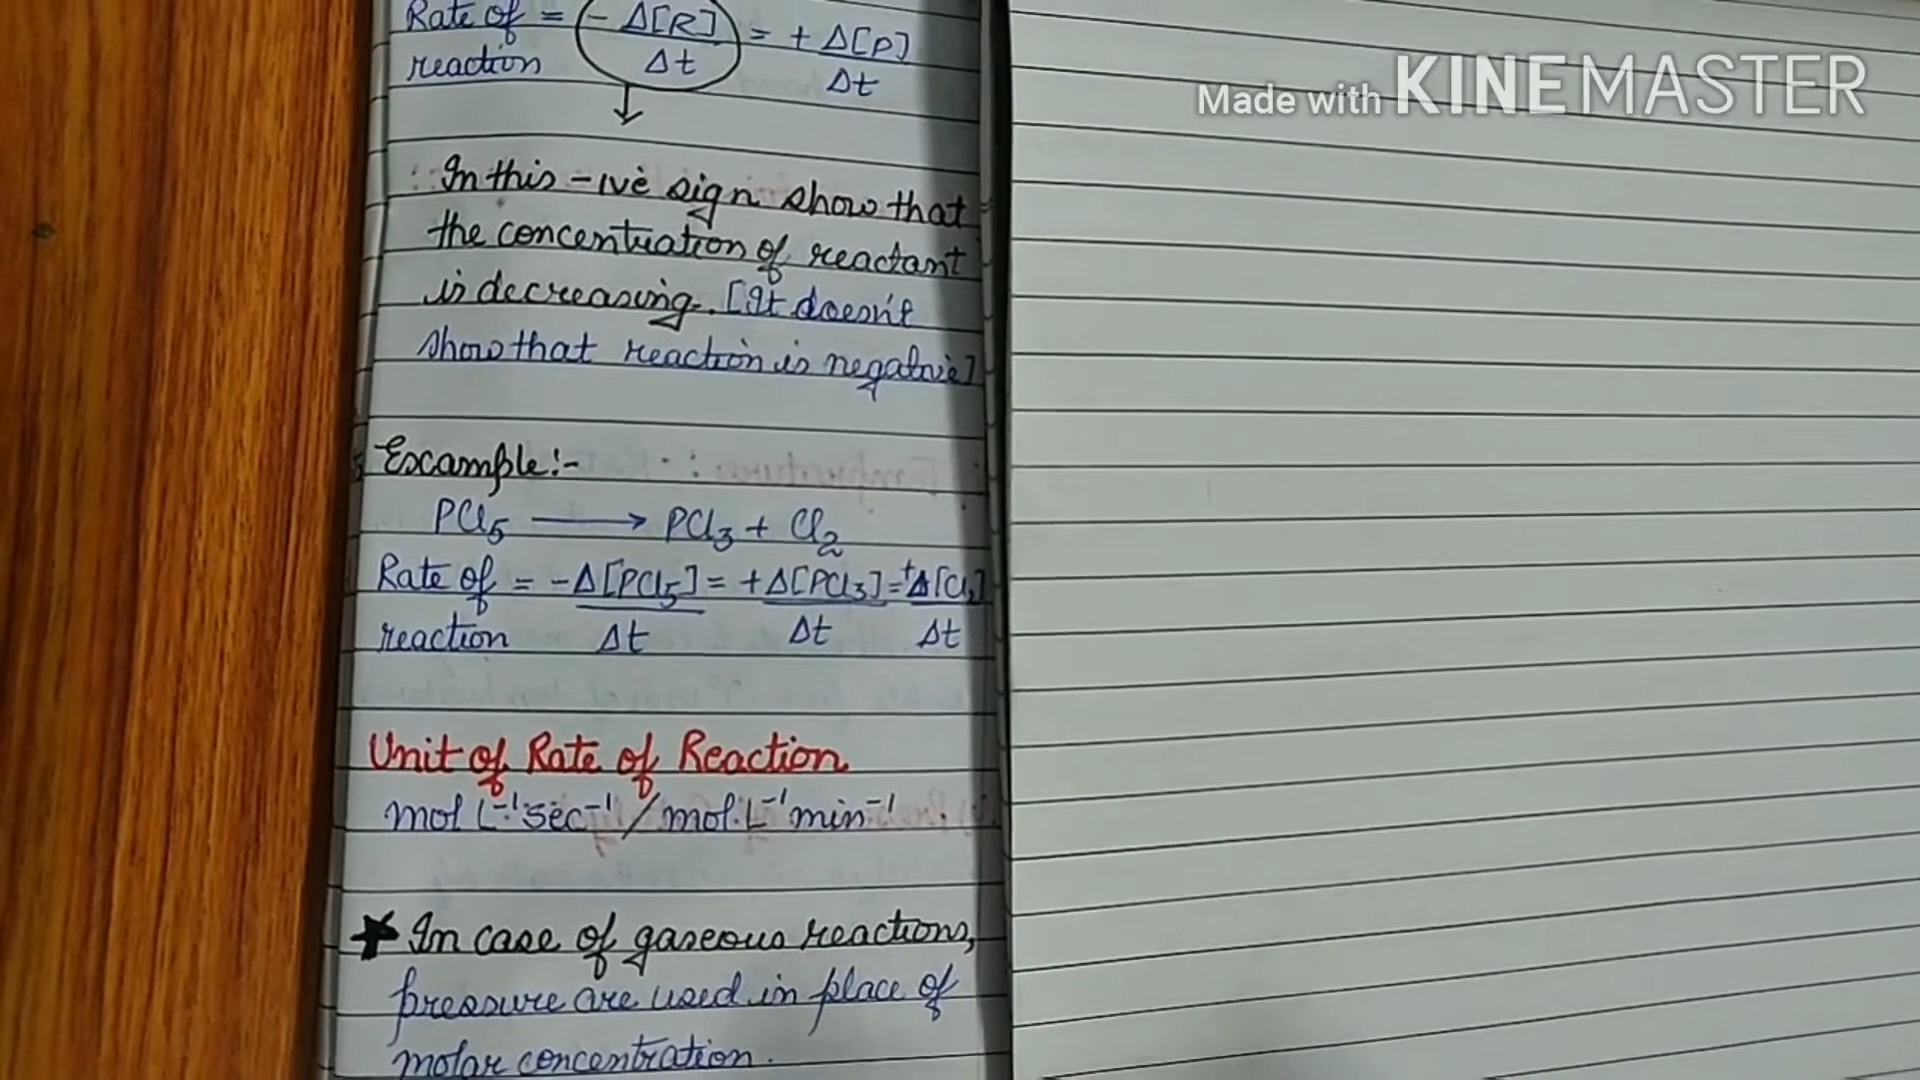 Rate of = - Δ[R] = + Δ[P]
reaction Δt Δt
Made with KINEMASTER
In this -ive sign show that
the concentration of reactant
is decreasing. [It doesn't
show that reaction is negative]
Example:-
PCl5 → PCl3 + Cl2
Rate of = -Δ[PCl5] = +Δ[PCl3] = +Δ[Cl2]
reaction Δt Δt Δt
Unit of Rate of Reaction
mol L⁻¹ sec⁻¹ / mol L⁻¹ min⁻¹
★ In case of gaseous reactions,
pressure are used in place of
molar concentration.